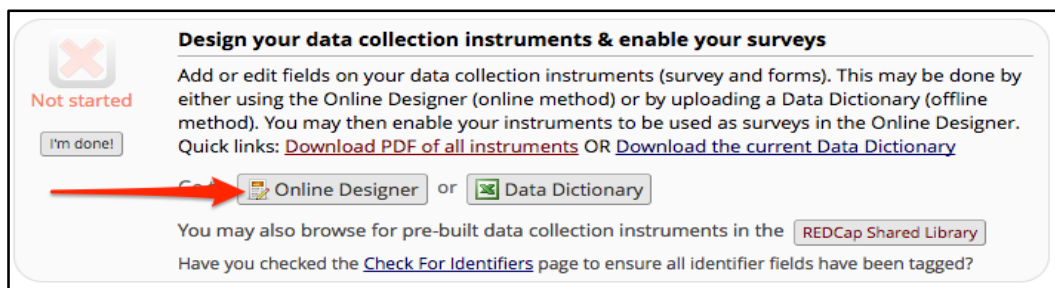 Design your data collection instruments & enable your surveys
Not started
I'm done!
Add or edit fields on your data collection instruments (survey and forms). This may be done by
either using the Online Designer (online method) or by uploading a Data Dictionary (offline
method). You may then enable your instruments to be used as surveys in the Online Designer.
Quick links: Download PDF of all instruments OR Download the current Data Dictionary
Online Designer or Data Dictionary
You may also browse for pre-built data collection instruments in the REDCap Shared Library
Have you checked the Check For Identifiers page to ensure all identifier fields have been tagged?